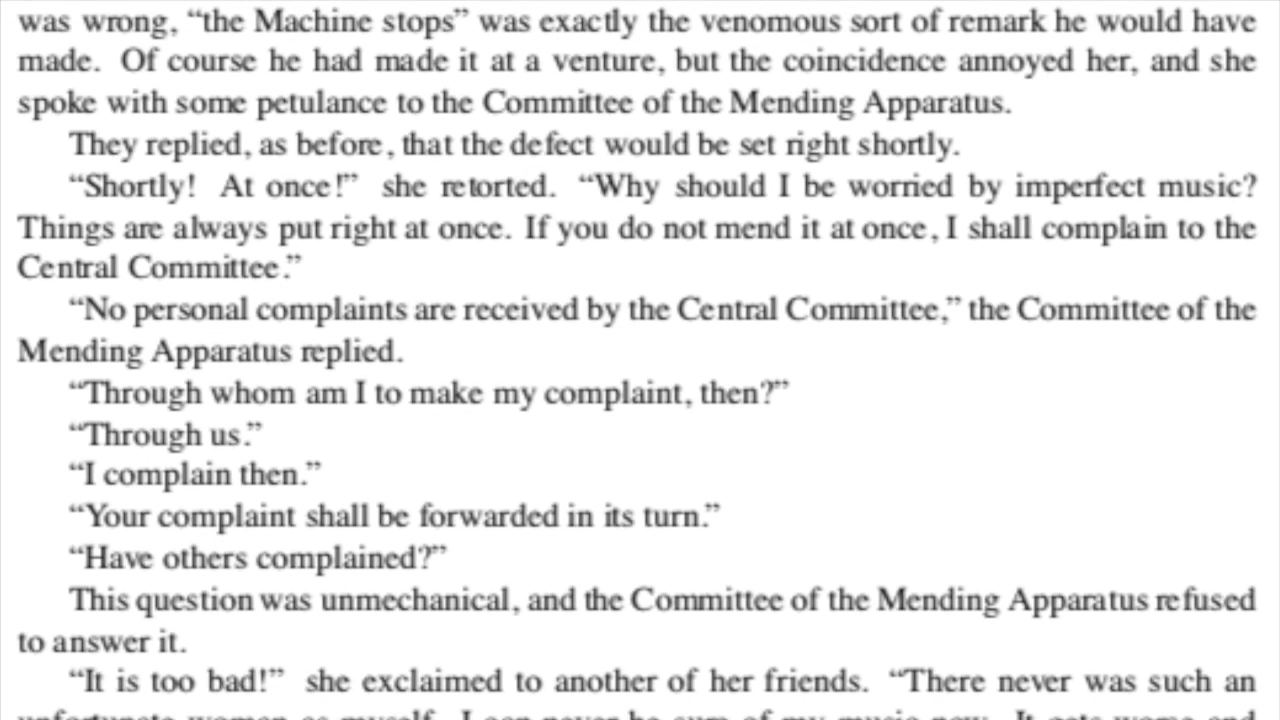 was wrong, “the Machine stops” was exactly the venomous sort of remark he would have
made. Of course he had made it at a venture, but the coincidence annoyed her, and she
spoke with some petulance to the Committee of the Mending Apparatus.
They replied, as before, that the defect would be set right shortly.
“Shortly! At once!” she retorted. “Why should I be worried by imperfect music?
Things are always put right at once. If you do not mend it at once, I shall complain to the
Central Committee.”
“No personal complaints are received by the Central Committee,” the Committee of the
Mending Apparatus replied.
“Through whom am I to make my complaint, then?”
“Through us.”
“I complain then.”
“Your complaint shall be forwarded in its turn.”
“Have others complained?”
This question was unmechanical, and the Committee of the Mending Apparatus refused
to answer it.
“It is too bad!” she exclaimed to another of her friends. “There never was such an